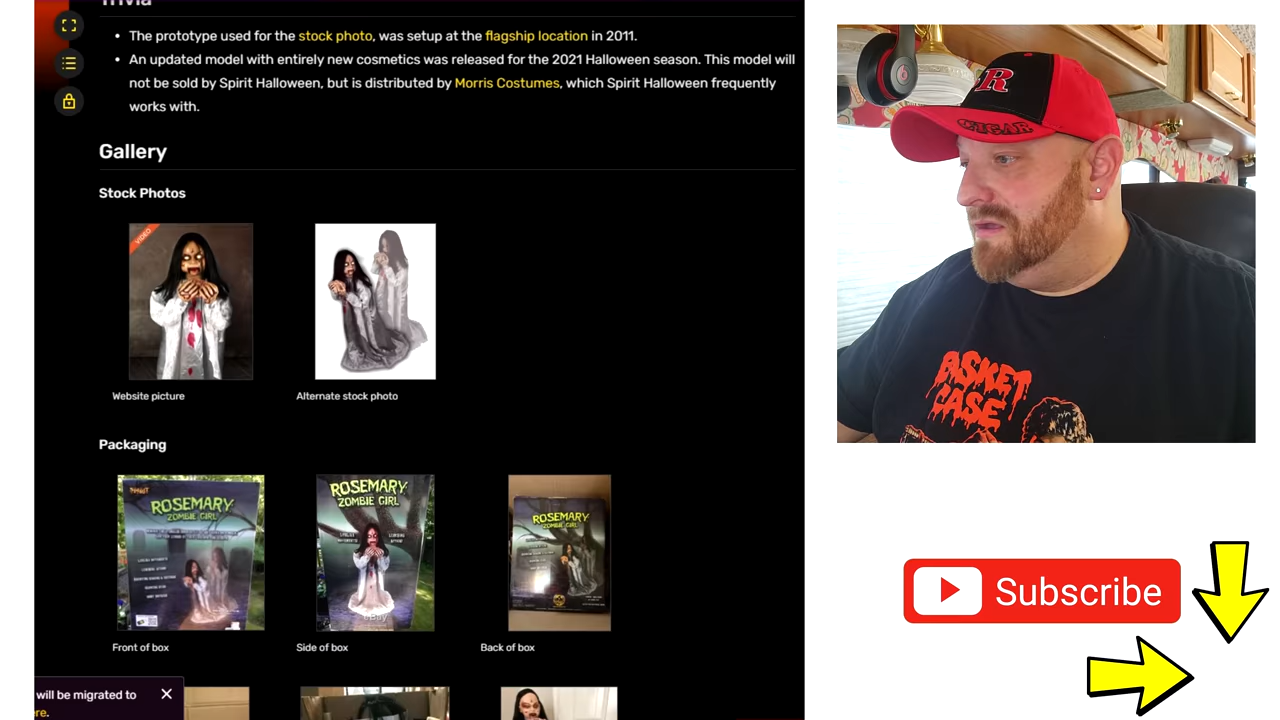 Trivia
The prototype used for the stock photo, was setup at the flagship location in 2011.
An updated model with entirely new cosmetics was released for the 2021 Halloween season. This model will
not be sold by Spirit Halloween, but is distributed by Morris Costumes, which Spirit Halloween frequently
works with.
Gallery
Stock Photos
VIDEO
Website picture
Alternate stock photo
Packaging
ROSEMARY
ZOMBIE GIRL
ROSEMARY
ZOMBIE GIRL
ebay
ROSEMARY
ZOMBIE GIRL
Front of box
Side of box
Back of box
will be migrated to
ere.
R
CIGAR
BASKET
CASE
Subscribe